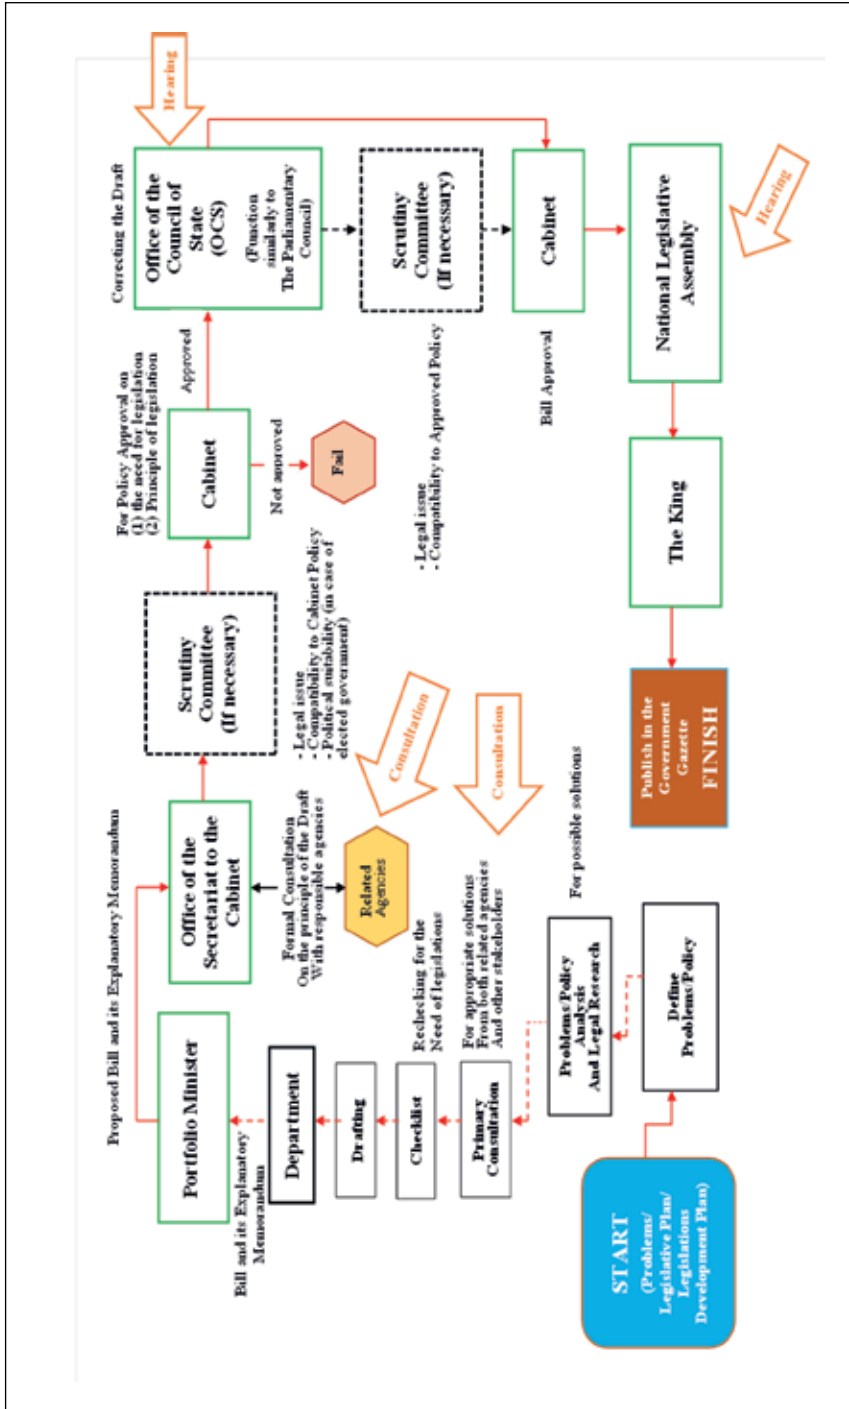 START
(Problems/
Legislative Plan/
Legislations
Development Plan)
Define
Problems/Policy
Problems/Policy
Analysis
And Legal Research
For possible solutions
Primary
Consultation
For appropriate solutions
From both related agencies
And other stakeholders
Consultation
Checklist
Rechecking for the
Need of legislations
Drafting
Department
Bill and its Explanatory
Memorandum
Portfolio Minister
Proposed Bill and its Explanatory Memorandum
Office of the
Secretariat to the
Cabinet
Formal Consultation
On the principle of the Draft
With responsible agencies
Related
Agencies
Consultation
Scrutiny
Committee
(If necessary)
- Legal issue
- Compatibility to Cabinet Policy
- Political suitability (in case of
elected government)
For Policy Approval on
(1) the need for legislation
(2) Principle of legislation
Cabinet
Not approved
Fail
Approved
Correcting the Draft
Office of the
Council of
State
(OCS)
(Function
similarly to
The Parliamentary
Council)
Hearing
Scrutiny
Committee
(If necessary)
- Legal issue
- Compatibility to Approved Policy
Cabinet
Bill Approval
National Legislative
Assembly
Hearing
The King
Publish in the
Government
Gazette
FINISH